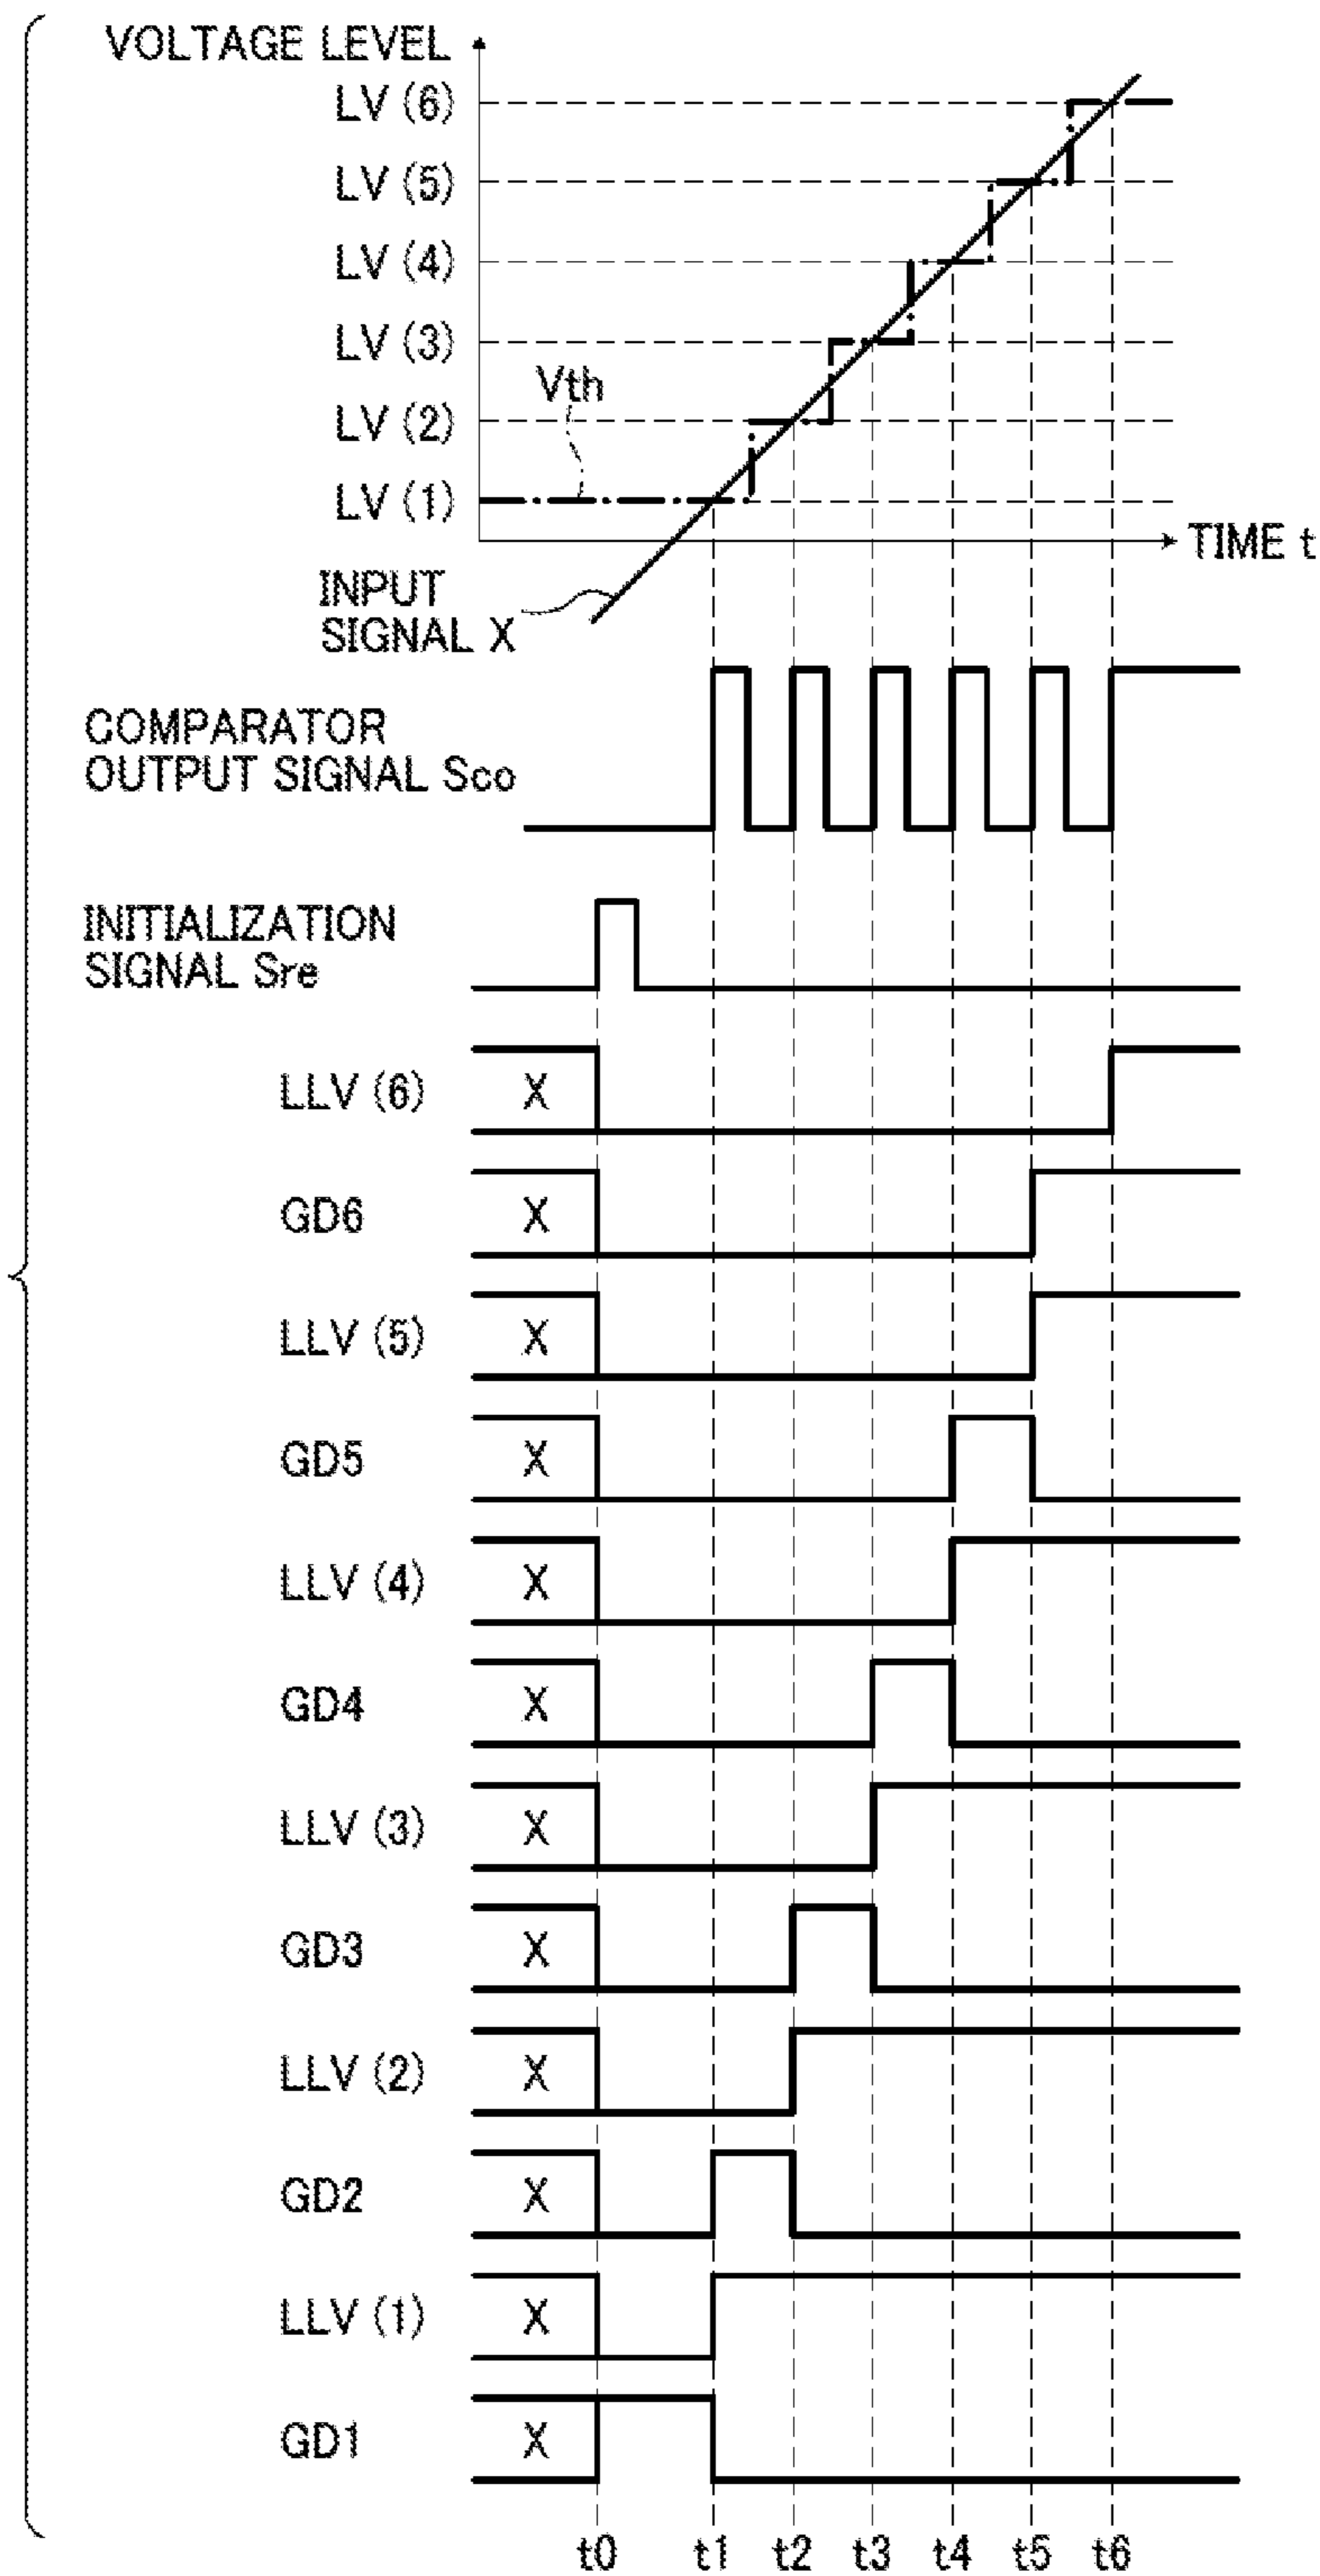 VOLTAGE LEVEL
LV (6)
LV (5)
LV (4)
LV (3)
Vth
LV (2)
LV (1)
TIME t
INPUT
SIGNAL X
COMPARATOR
OUTPUT SIGNAL Sco
INITIALIZATION
SIGNAL Sre
LLV (6) X
GD6 X
LLV (5) X
GD5 X
LLV (4) X
GD4 X
LLV (3) X
GD3 X
LLV (2) X
GD2 X
LLV (1) X
GD1 X
t0 t1 t2 t3 t4 t5 t6